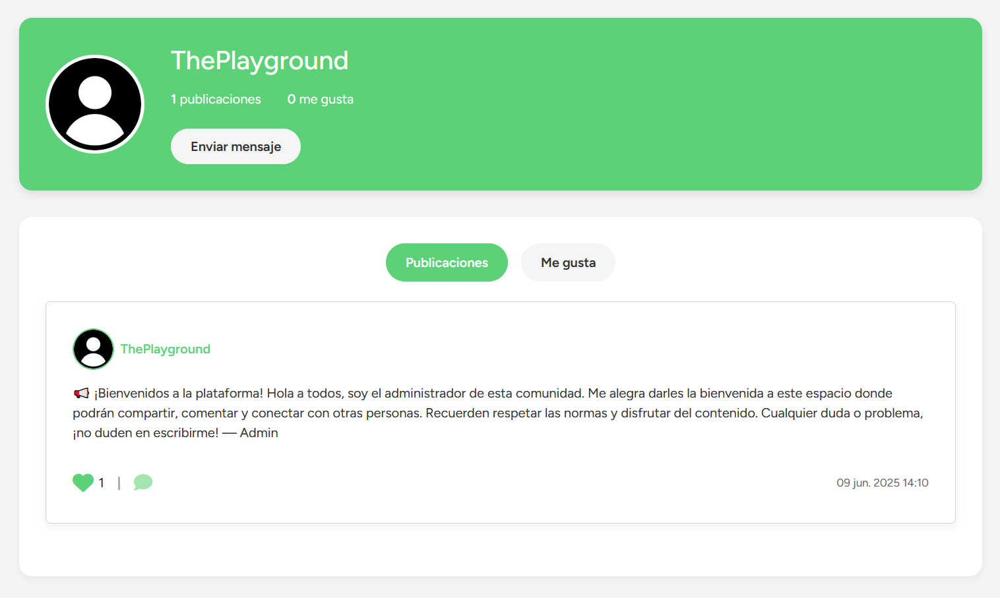 ThePlayground
1 publicaciones 0 me gusta
Enviar mensaje
Publicaciones Me gusta
ThePlayground
📢 ¡Bienvenidos a la plataforma! Hola a todos, soy el administrador de esta comunidad. Me alegra darles la bienvenida a este espacio donde
podrán compartir, comentar y conectar con otras personas. Recuerden respetar las normas y disfrutar del contenido. Cualquier duda o problema,
¡no duden en escribirme! — Admin
1 | 09 jun. 2025 14:10